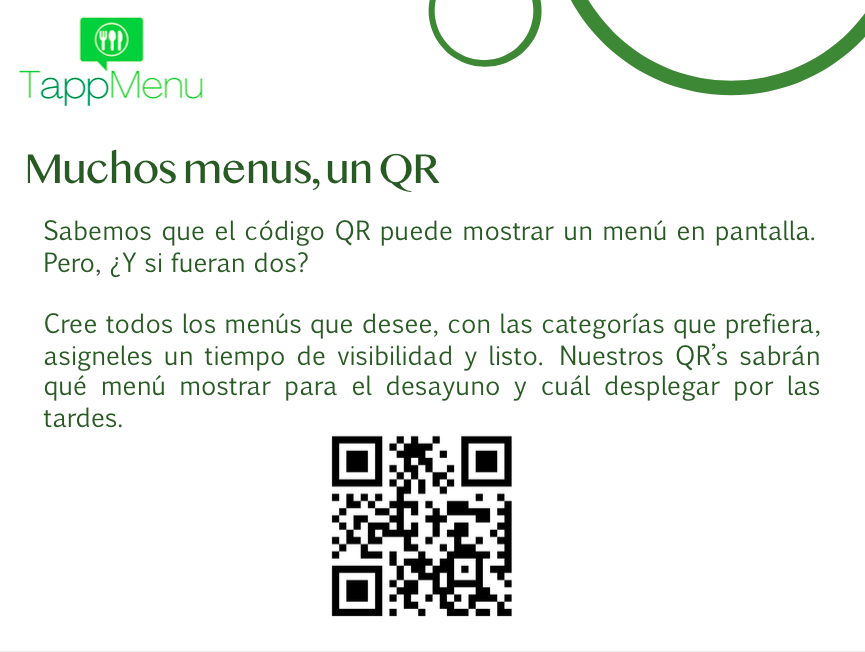 TappMenu
Muchos menus, un QR
Sabemos que el código QR puede mostrar un menú en pantalla.
Pero, ¿Y si fueran dos?
Cree todos los menús que desee, con las categorías que prefiera,
asigneles un tiempo de visibilidad y listo. Nuestros QR’s sabrán
qué menú mostrar para el desayuno y cuál desplegar por las
tardes.